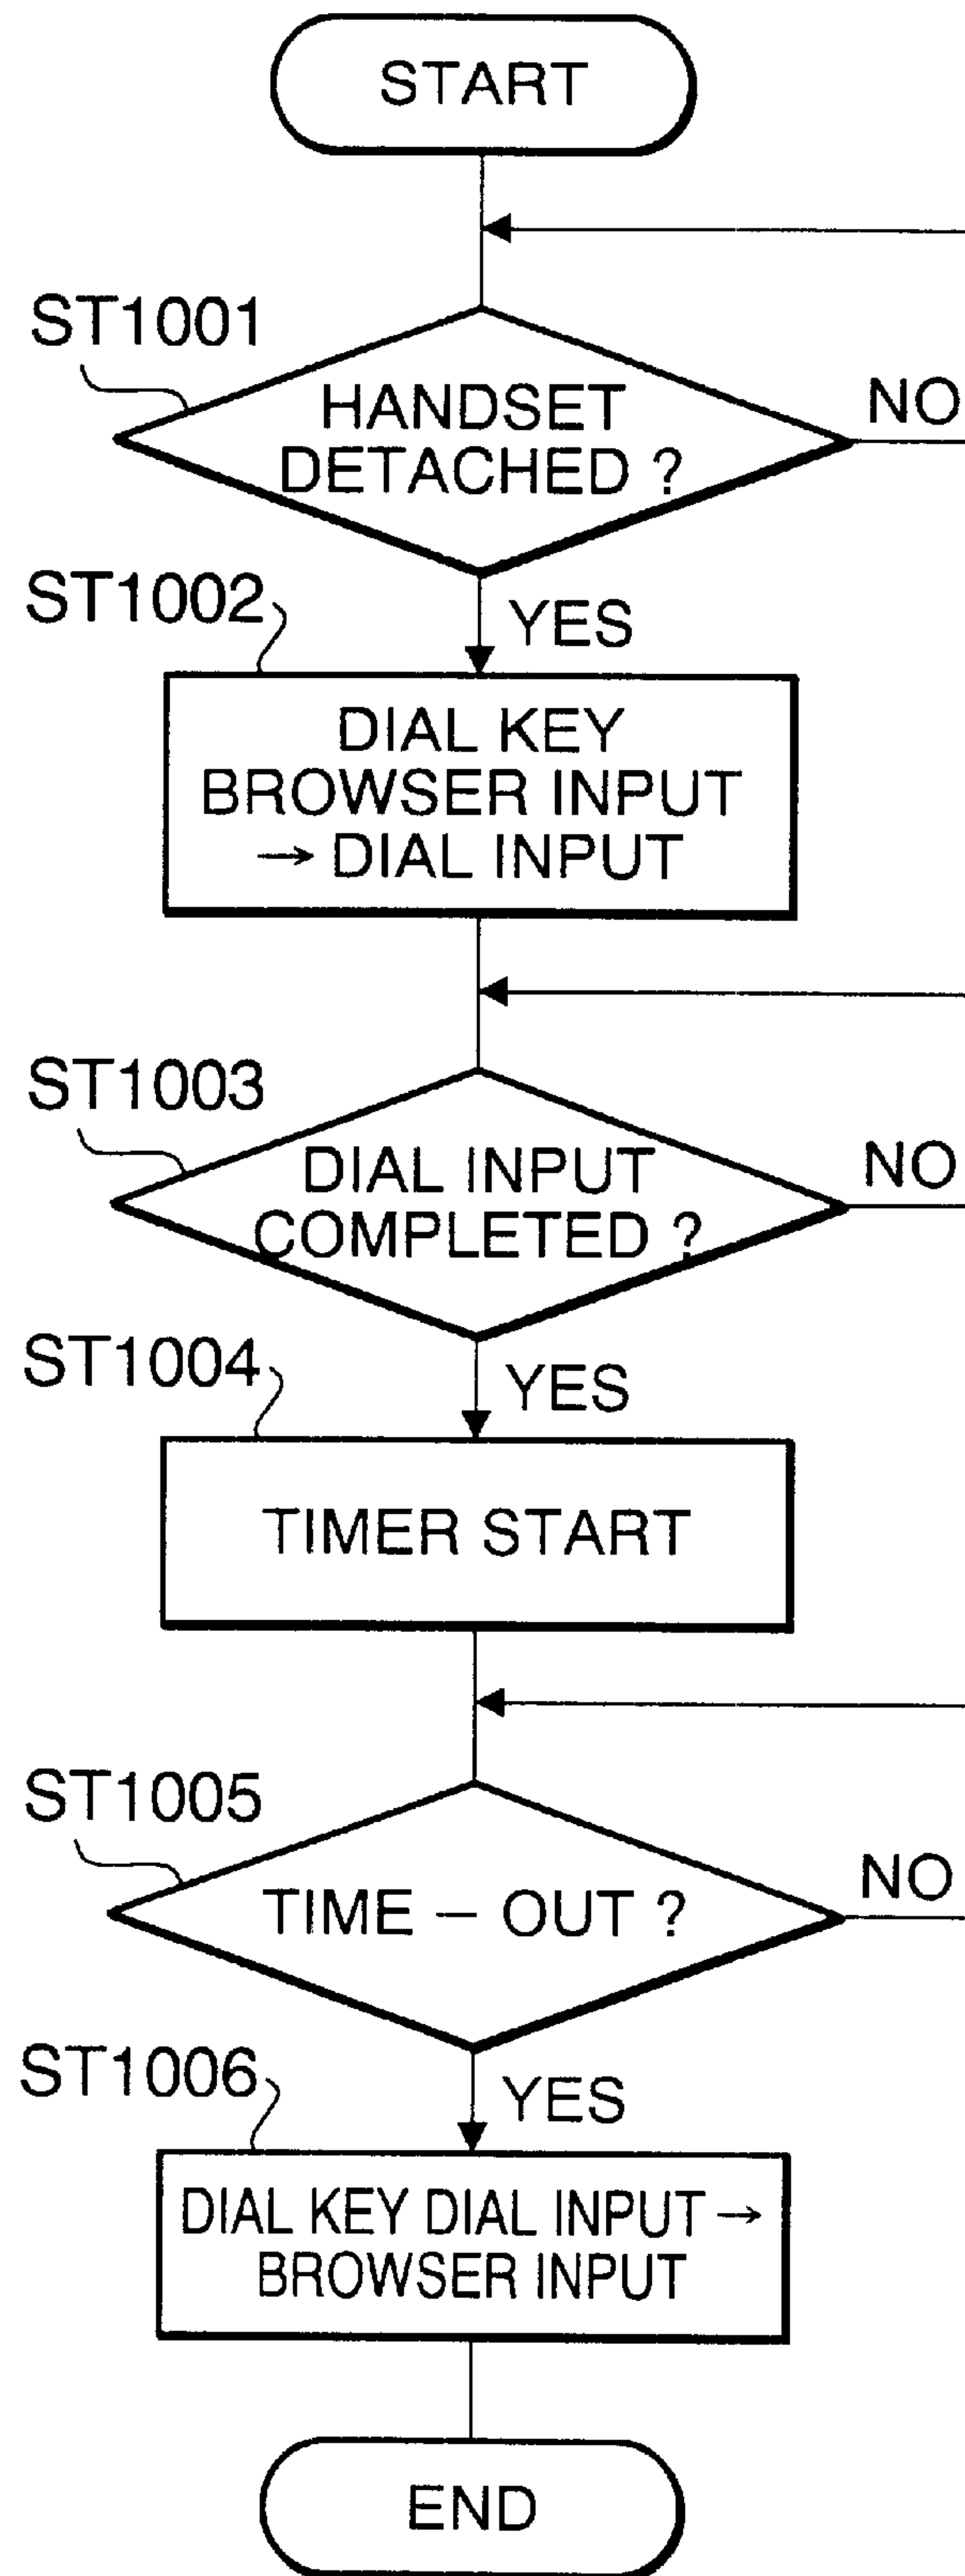 START
ST1001
HANDSET
DETACHED ?
NO
ST1002
YES
DIAL KEY
BROWSER INPUT
→ DIAL INPUT
ST1003
DIAL INPUT
COMPLETED ?
NO
ST1004
YES
TIMER START
ST1005
TIME – OUT ?
NO
ST1006
YES
DIAL KEY DIAL INPUT →
BROWSER INPUT
END